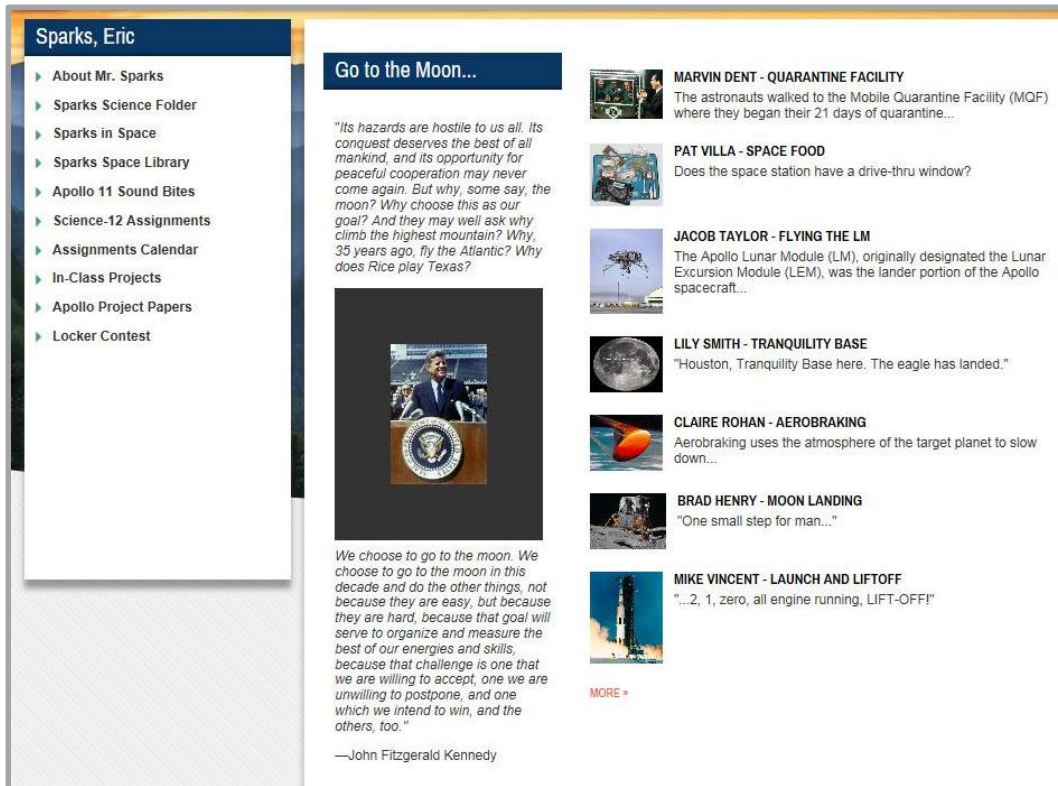 Sparks, Eric
About Mr. Sparks
Sparks Science Folder
Sparks in Space
Sparks Space Library
Apollo 11 Sound Bites
Science-12 Assignments
Assignments Calendar
In-Class Projects
Apollo Project Papers
Locker Contest
Go to the Moon...
"Its hazards are hostile to us all. Its
conquest deserves the best of all
mankind, and its opportunity for
peaceful cooperation may never
come again. But why, some say, the
moon? Why choose this as our
goal? And they may well ask why
climb the highest mountain? Why,
35 years ago, fly the Atlantic? Why
does Rice play Texas?
We choose to go to the moon. We
choose to go to the moon in this
decade and do the other things, not
because they are easy, but because
they are hard, because that goal will
serve to organize and measure the
best of our energies and skills,
because that challenge is one that
we are willing to accept, one we are
unwilling to postpone, and one
which we intend to win, and the
others, too."
—John Fitzgerald Kennedy
MARVIN DENT - QUARANTINE FACILITY
The astronauts walked to the Mobile Quarantine Facility (MQF)
where they began their 21 days of quarantine...
PAT VILLA - SPACE FOOD
Does the space station have a drive-thru window?
JACOB TAYLOR - FLYING THE LM
The Apollo Lunar Module (LM), originally designated the Lunar
Excursion Module (LEM), was the lander portion of the Apollo
spacecraft...
LILY SMITH - TRANQUILITY BASE
"Houston, Tranquility Base here. The eagle has landed."
CLAIRE ROHAN - AEROBRAKING
Aerobraking uses the atmosphere of the target planet to slow
down...
BRAD HENRY - MOON LANDING
"One small step for man..."
MIKE VINCENT - LAUNCH AND LIFTOFF
"...2, 1, zero, all engine running, LIFT-OFF!"
MORE »